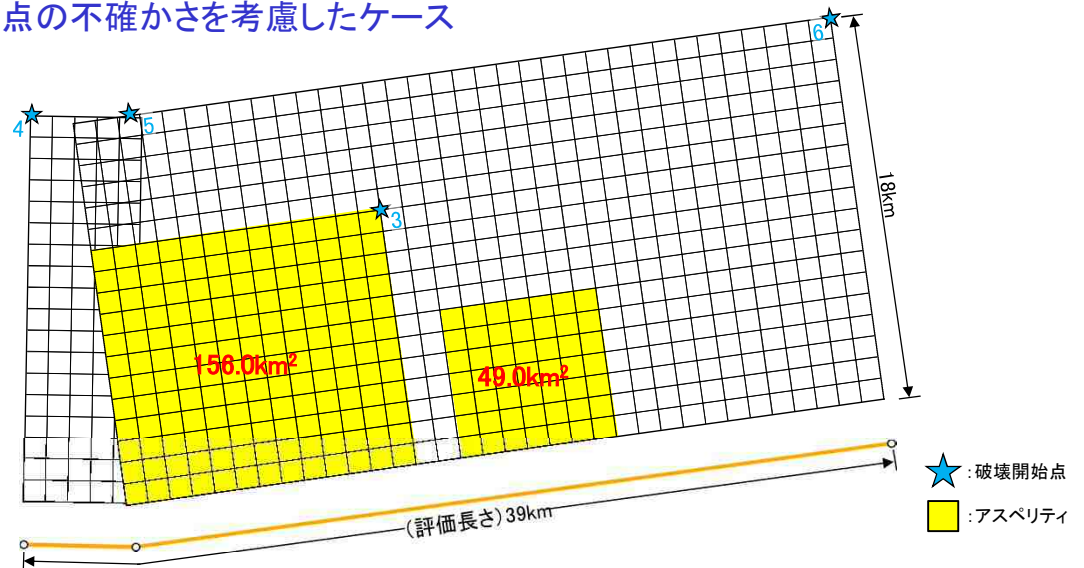 点の不確かさを考慮したケース
6
4
5
18km
3
156.0km²
49.0km²
:破壊開始点
(評価長さ)39km
:アスペリティ